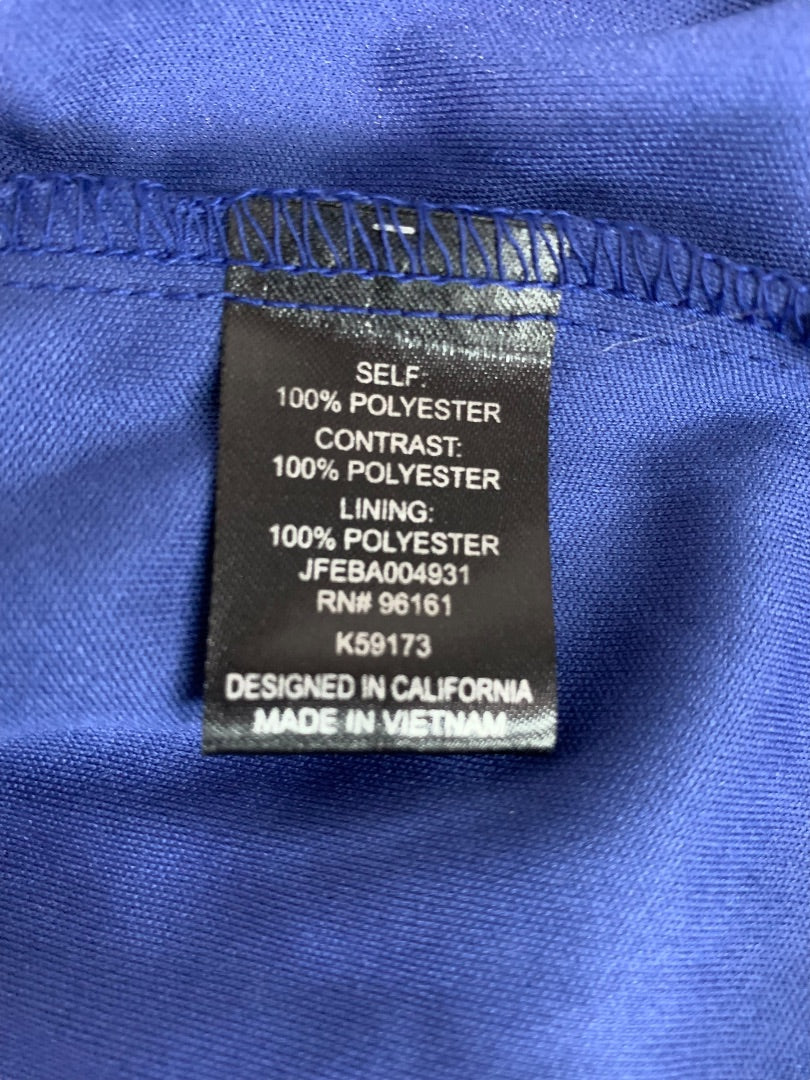 SELF:
100% POLYESTER
CONTRAST:
100% POLYESTER
LINING:
100% POLYESTER
JFEBA004931
RN# 96161
K59173
DESIGNED IN CALIFORNIA
MADE IN VIETNAM